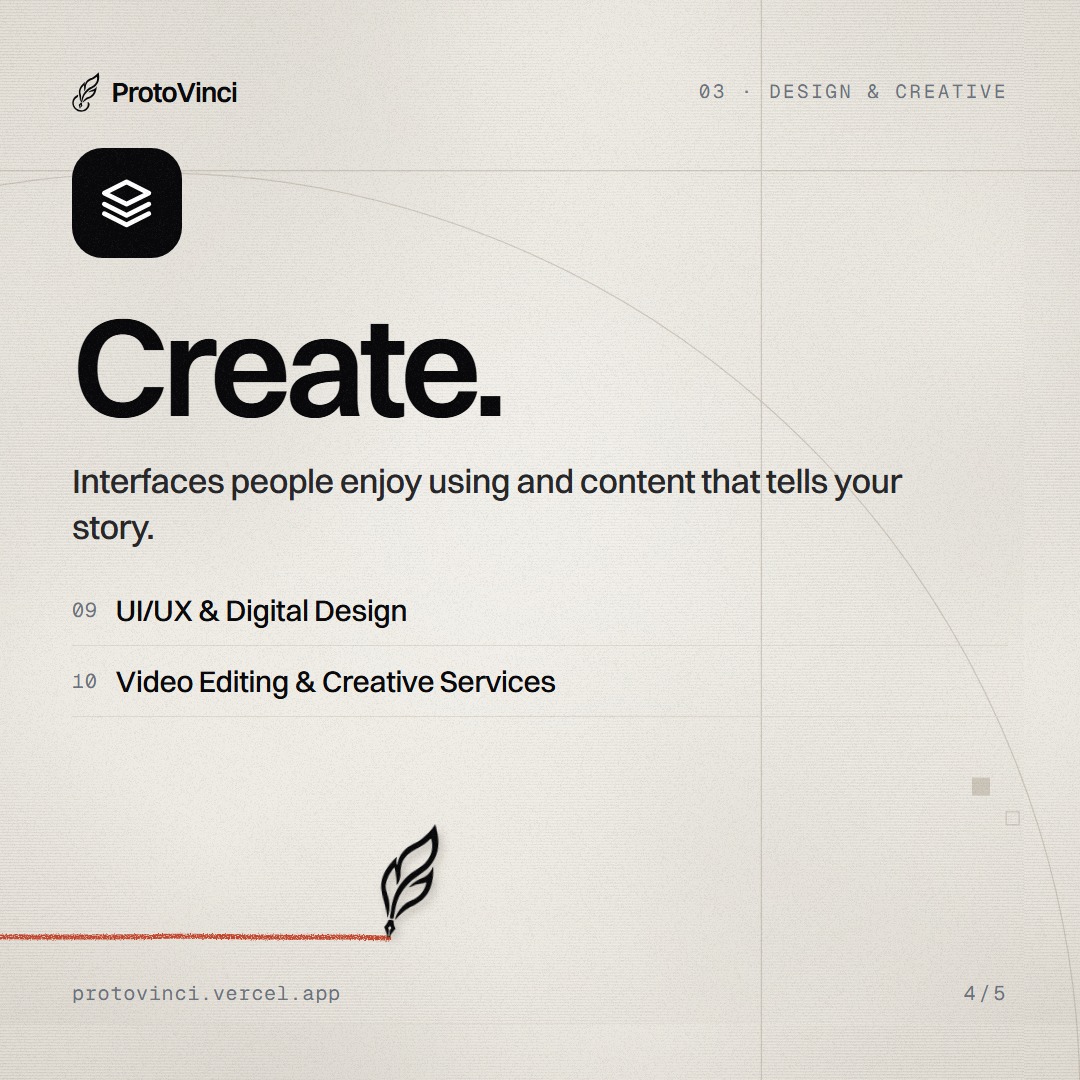 ProtoVinci
03 · DESIGN & CREATIVE
Create.
Interfaces people enjoy using and content that tells your
story.
09 UI/UX & Digital Design
10 Video Editing & Creative Services
protovinci.vercel.app
4/5